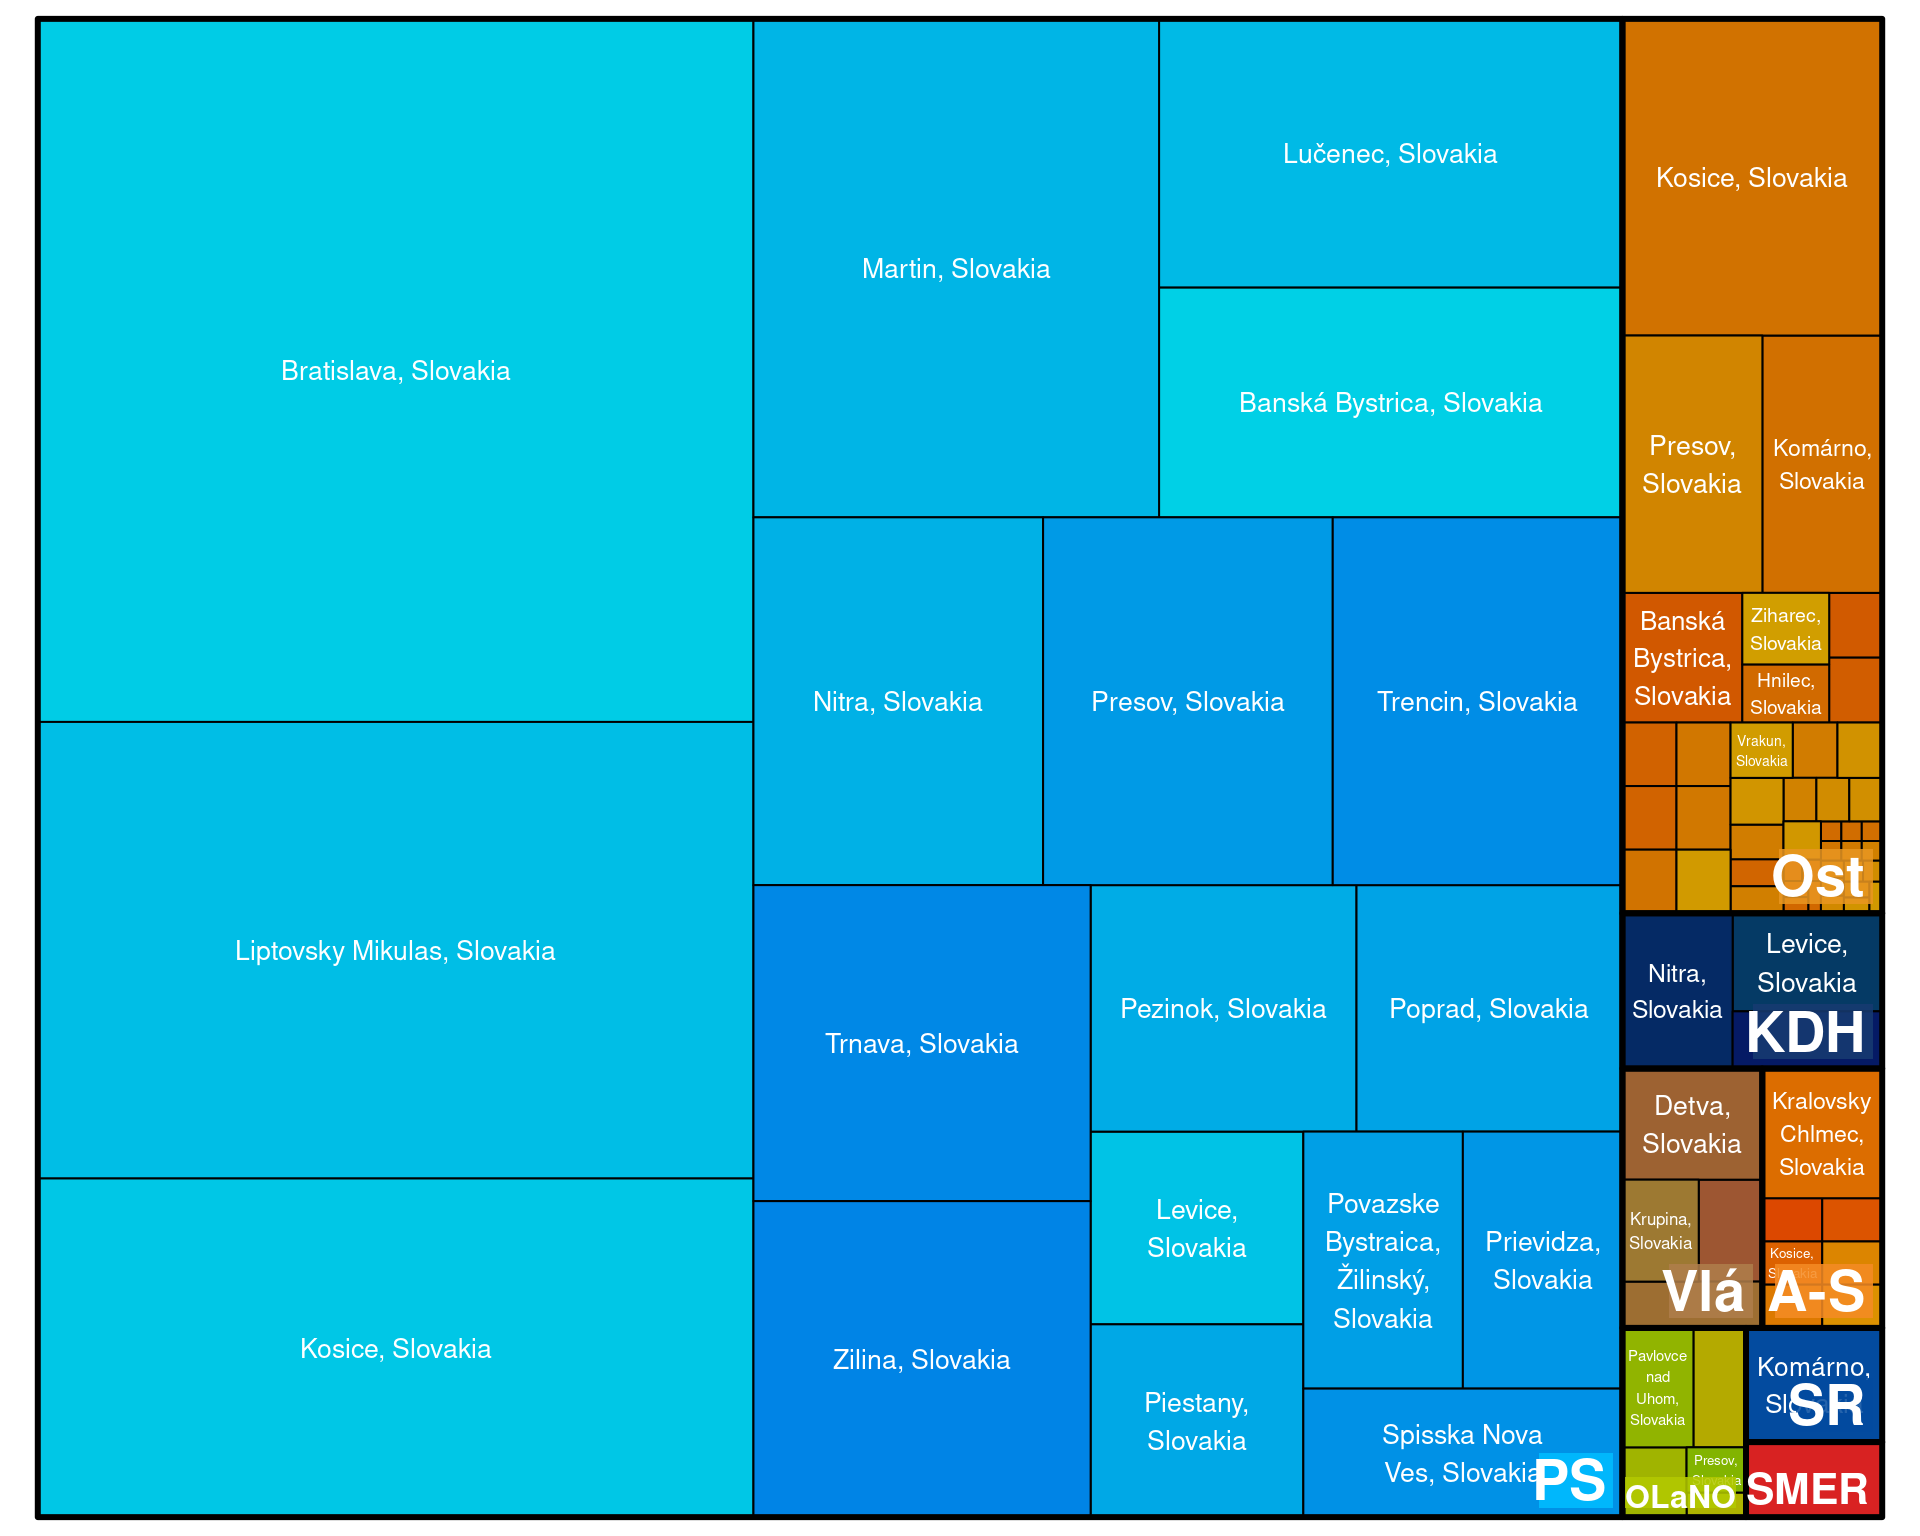 Bratislava, Slovakia
Liptovsky Mikulas, Slovakia
Kosice, Slovakia
Martin, Slovakia
Lučenec, Slovakia
Banská Bystrica, Slovakia
Nitra, Slovakia
Presov, Slovakia
Trencin, Slovakia
Trnava, Slovakia
Zilina, Slovakia
Pezinok, Slovakia
Poprad, Slovakia
Levice,
Slovakia
Piestany,
Slovakia
Povazske
Bystraica,
Žilinský,
Slovakia
Prievidza,
Slovakia
Spisska Nova
Ves, Slovakia
PS
Kosice, Slovakia
Presov,
Slovakia
Komárno,
Slovakia
Banská
Bystrica,
Slovakia
Ziharec,
Slovakia
Hnilec,
Slovakia
Vrakun,
Slovakia
Ost
Nitra,
Slovakia
Levice,
Slovakia
KDH
Detva,
Slovakia
Krupina,
Slovakia
Vlá
Kralovsky
Chlmec,
Slovakia
Kosice,
Slovakia
A-S
Pavlovce
nad
Uhom,
Slovakia
Presov,
Slovakia
OLaNO
Komárno,
Slovakia
SR
SMER